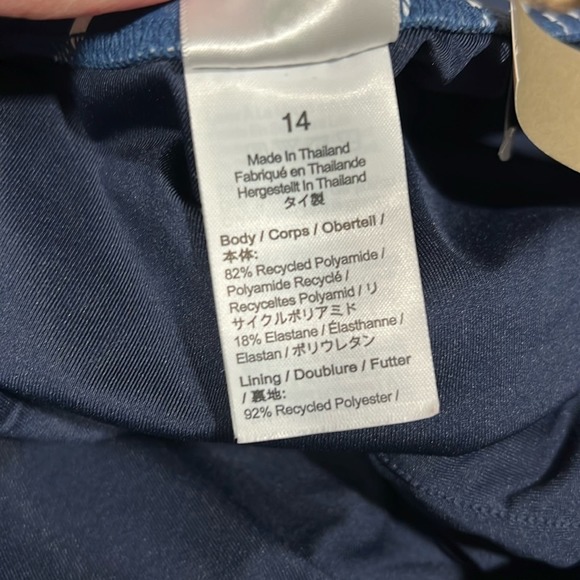 14
Made In Thailand
Fabriqué en Thailande
Hergestellt In Thailand
タイ製
Body / Corps / Oberteil /
本体:
82% Recycled Polyamide /
Polyamide Recyclé /
Recyceltes Polyamid / リ
サイクルポリアミド
18% Elastane / Élasthanne /
Elastan / ポリウレタン
Lining / Doublure / Futter
/ 裏地:
92% Recycled Polyester /